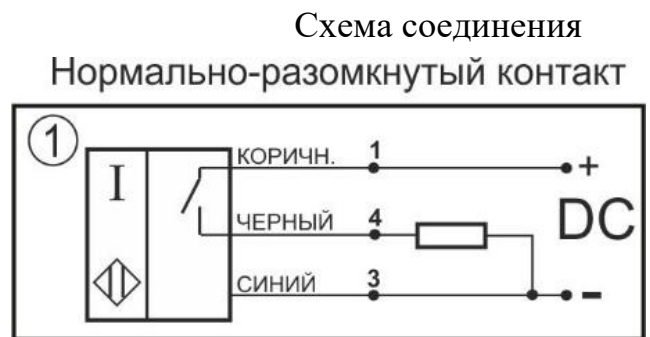 Схема соединения
Нормально-разомкнутый контакт
1
I
КОРИЧН. 1 +
ЧЕРНЫЙ 4 DC
СИНИЙ 3 -